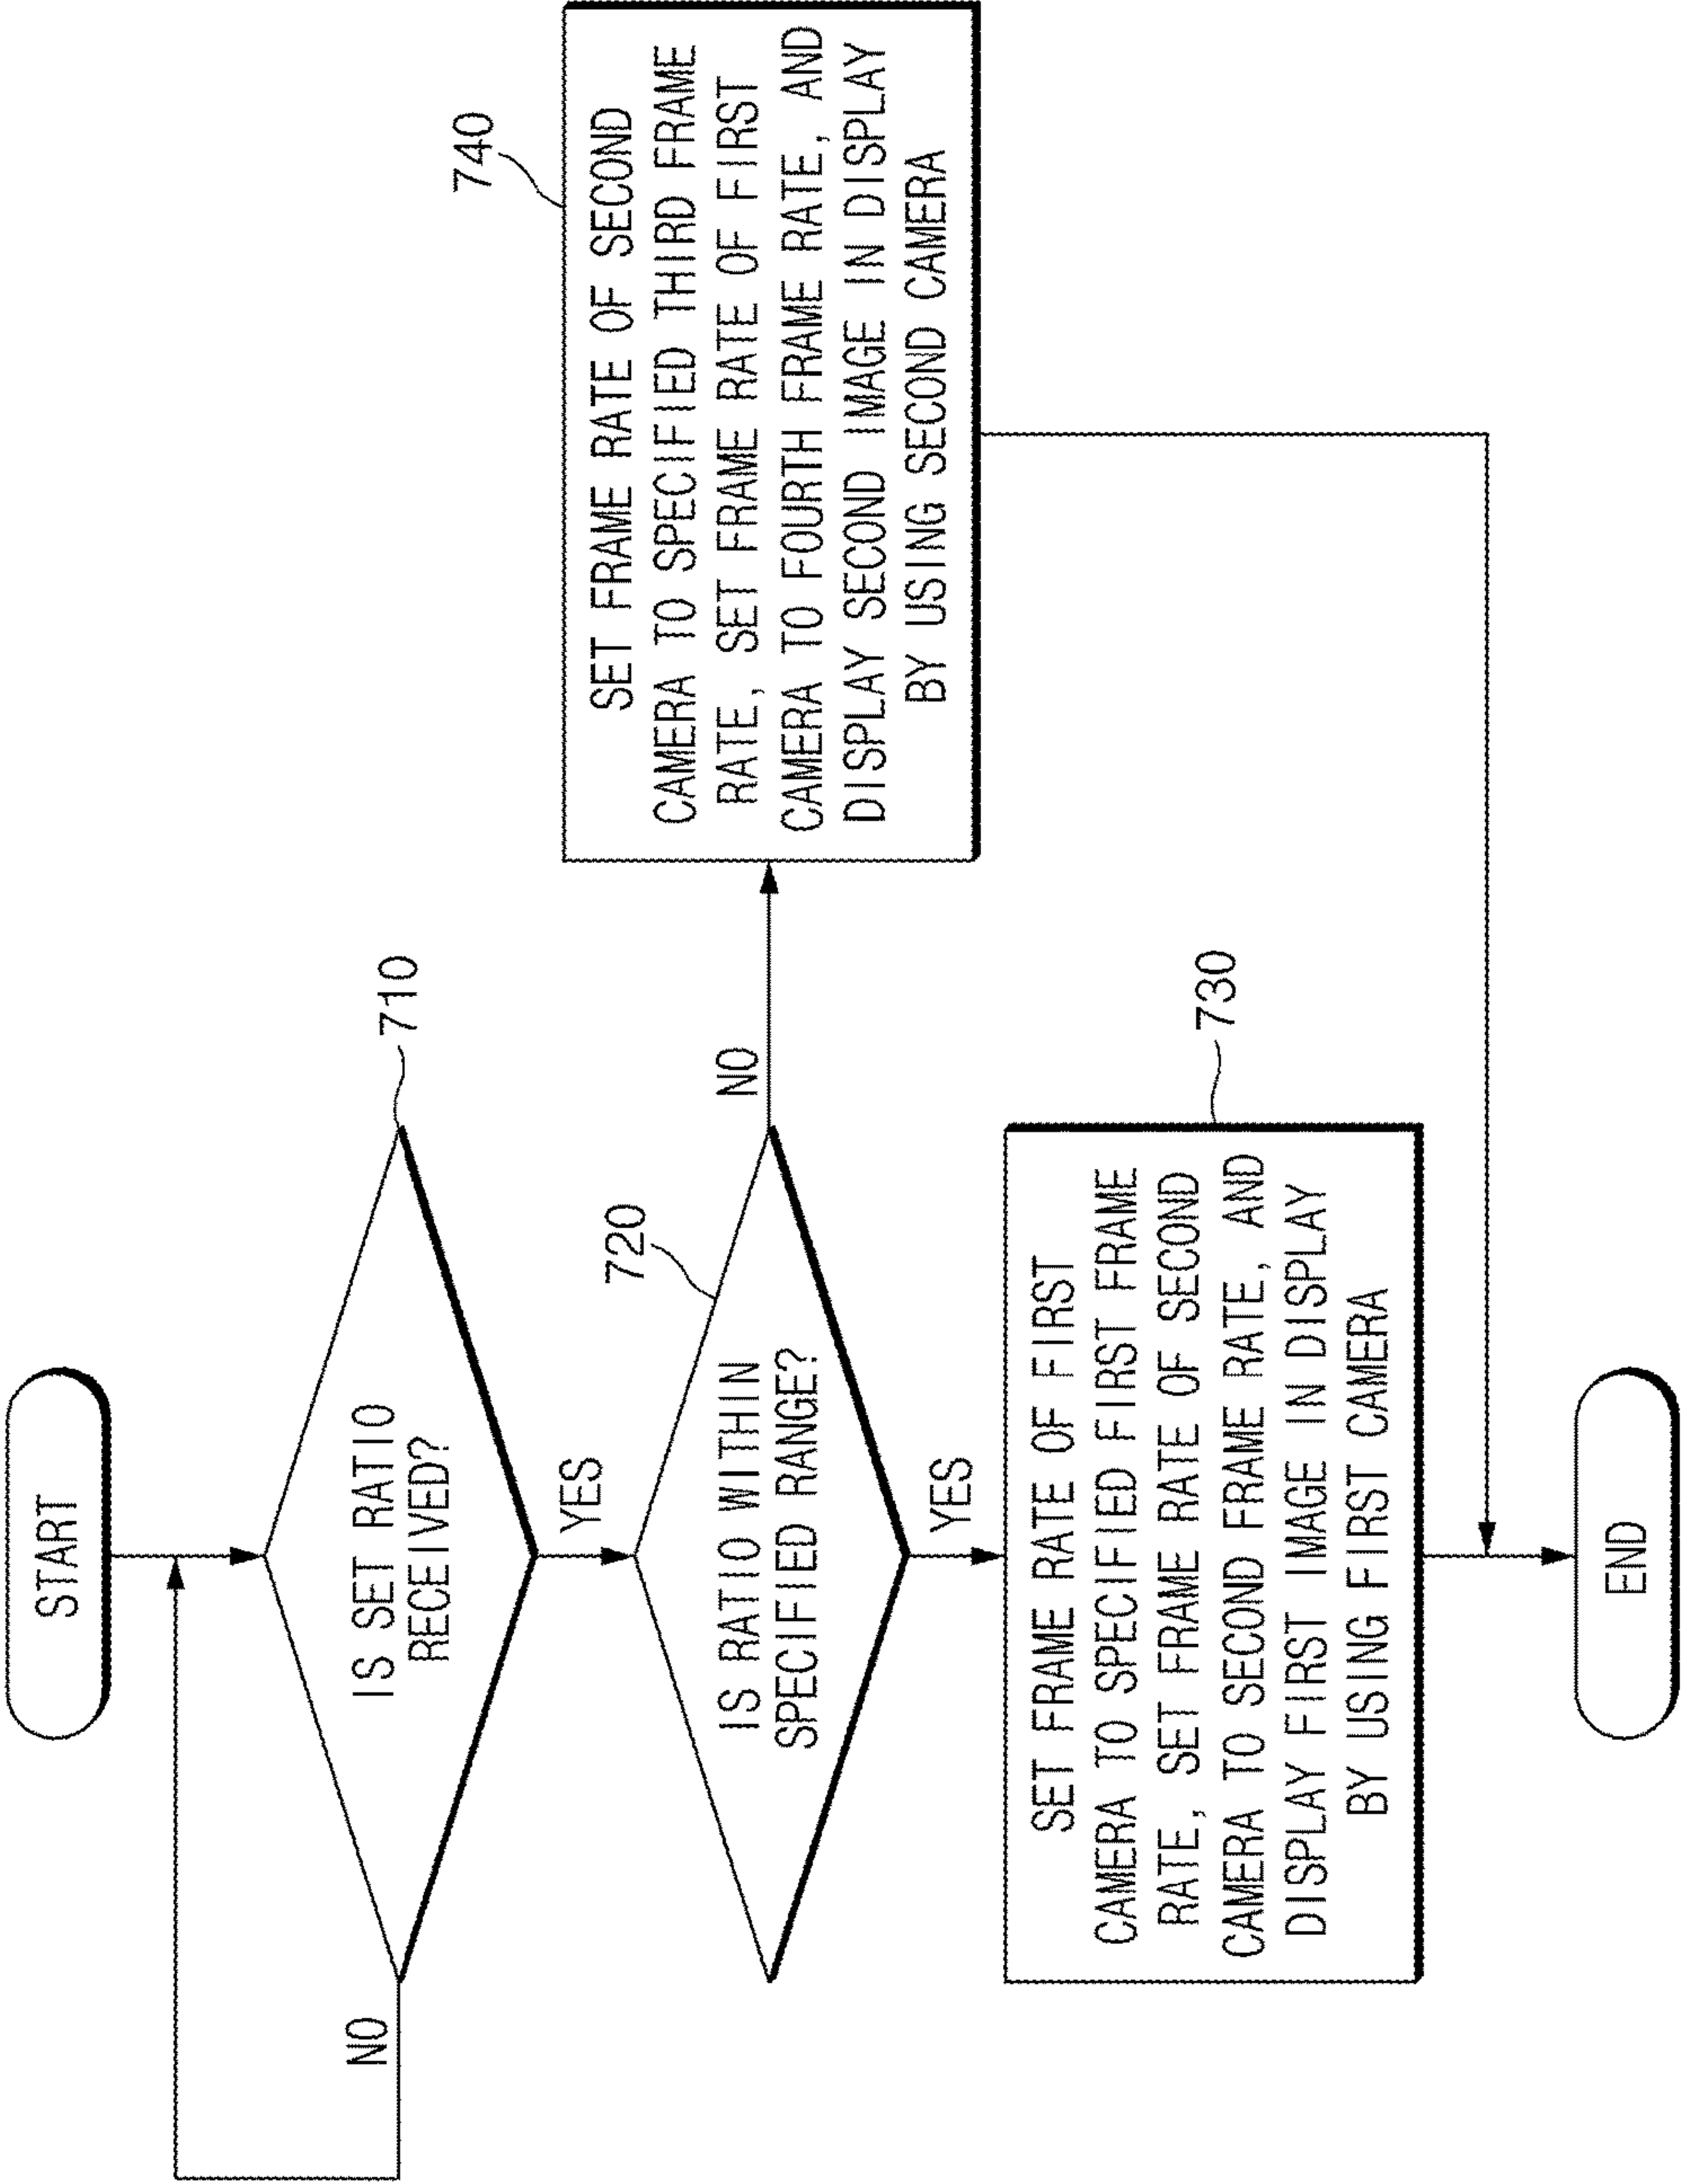 START
IS SET RATIO
RECEIVED?
710
NO
YES
IS RATIO WITHIN
SPECIFIED RANGE?
720
NO
YES
SET FRAME RATE OF SECOND
CAMERA TO SPECIFIED THIRD FRAME
RATE, SET FRAME RATE OF FIRST
CAMERA TO FOURTH FRAME RATE, AND
DISPLAY SECOND IMAGE IN DISPLAY
BY USING SECOND CAMERA
740
SET FRAME RATE OF FIRST
CAMERA TO SPECIFIED FIRST FRAME
RATE, SET FRAME RATE OF SECOND
CAMERA TO SECOND FRAME RATE, AND
DISPLAY FIRST IMAGE IN DISPLAY
BY USING FIRST CAMERA
730
END